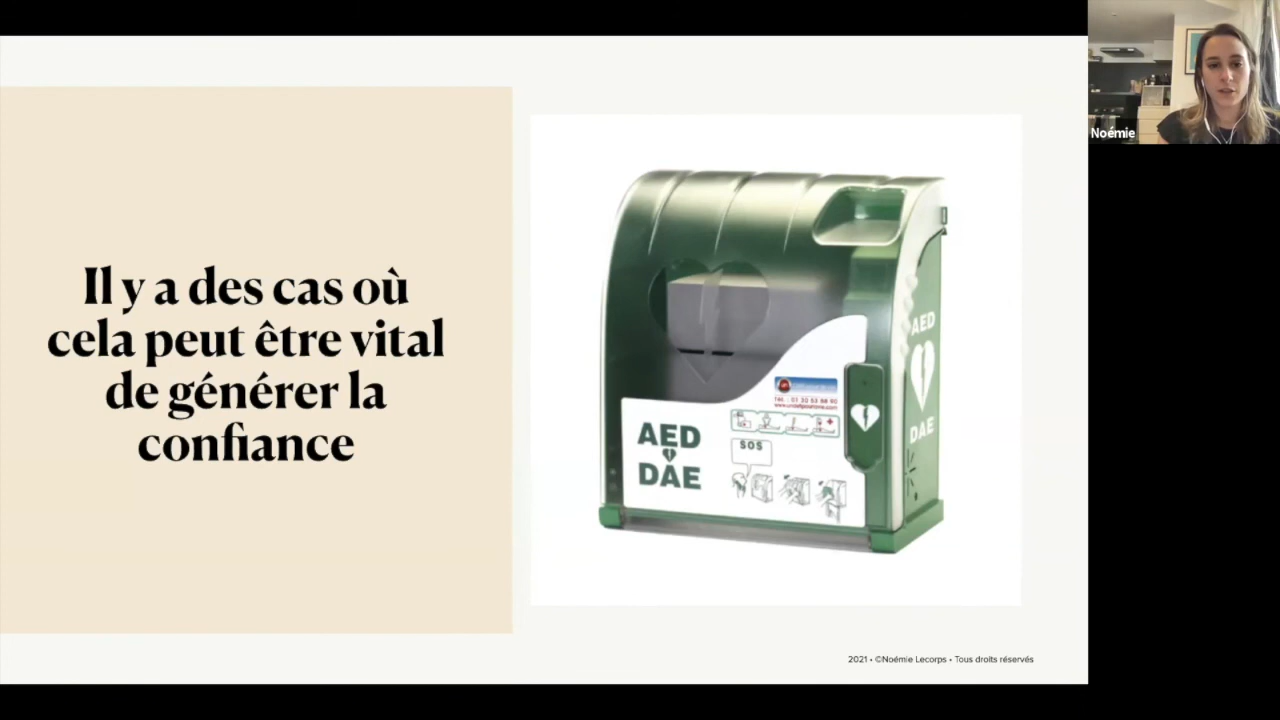 Il y a des cas où
cela peut être vital
de générer la
confiance
AED
DAE
SOS
AED
DAE
Noémie
2021 • ©Noémie Lecorps • Tous droits réservés